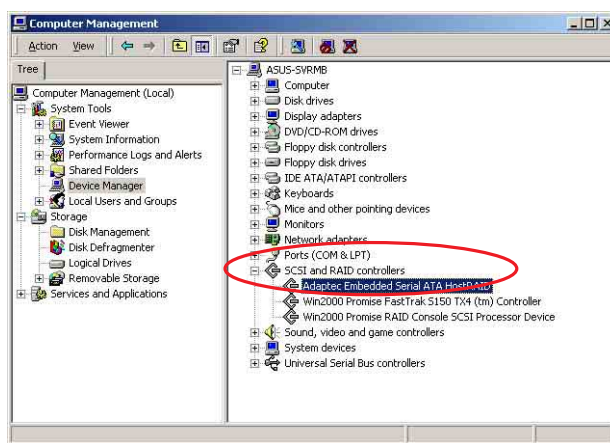 Computer Management
Action View
Tree
Computer Management (Local)
System Tools
Event Viewer
System Information
Performance Logs and Alerts
Shared Folders
Device Manager
Local Users and Groups
Storage
Disk Management
Disk Defragmenter
Logical Drives
Removable Storage
Services and Applications
ASUS-SVRMB
Computer
Disk drives
Display adapters
DVD/CD-ROM drives
Floppy disk controllers
Floppy disk drives
IDE ATA/ATAPI controllers
Keyboards
Mice and other pointing devices
Monitors
Network adapters
Ports (COM & LPT)
SCSI and RAID controllers
Adaptec Embedded Serial ATA HostRAID
Win2000 Promise FastTrak S150 TX4 (tm) Controller
Win2000 Promise RAID Console SCSI Processor Device
Sound, video and game controllers
System devices
Universal Serial Bus controllers